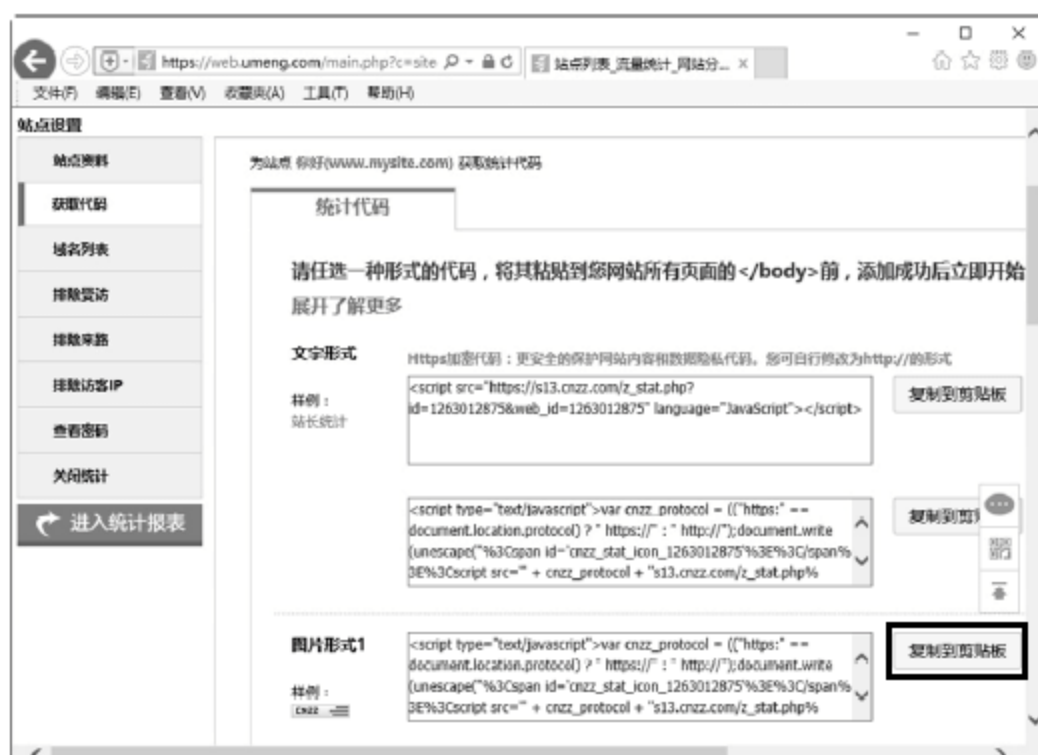 https://web.umeng.com/main.php?c=site
站点列表_流量统计_网站分...
文件(F) 编辑(E) 查看(V) 收藏夹(A) 工具(T) 帮助(H)
站点设置
站点资料
获取代码
域名列表
排除受访
排除来路
排除访客IP
查看密码
关闭统计
进入统计报表
为站点 你好(www.mysite.com) 获取统计代码
统计代码
请任选一种形式的代码，将其粘贴到您网站所有页面的</body>前，添加成功后立即开始
展开了解更多
文字形式
Https加密代码：更安全的保护网站内容和数据隐私代码。您可自行修改为http://的形式
样例：
站长统计
<script src="https://s13.cnzz.com/z_stat.php?
id=1263012875&web_id=1263012875" language="JavaScript"></script>
复制到剪贴板
<script type="text/javascript">var cnzz_protocol = (("https:" ==
document.location.protocol) ? " https://" : " http://");document.write
(unescape("%3Cspan id='cnzz_stat_icon_1263012875'%3E%3C/span%
3E%3Cscript src='" + cnzz_protocol + "s13.cnzz.com/z_stat.php%
复制到剪
图片形式1
样例：
CNZZ
<script type="text/javascript">var cnzz_protocol = (("https:" ==
document.location.protocol) ? " https://" : " http://");document.write
(unescape("%3Cspan id='cnzz_stat_icon_1263012875'%3E%3C/span%
3E%3Cscript src='" + cnzz_protocol + "s13.cnzz.com/z_stat.php%
复制到剪贴板